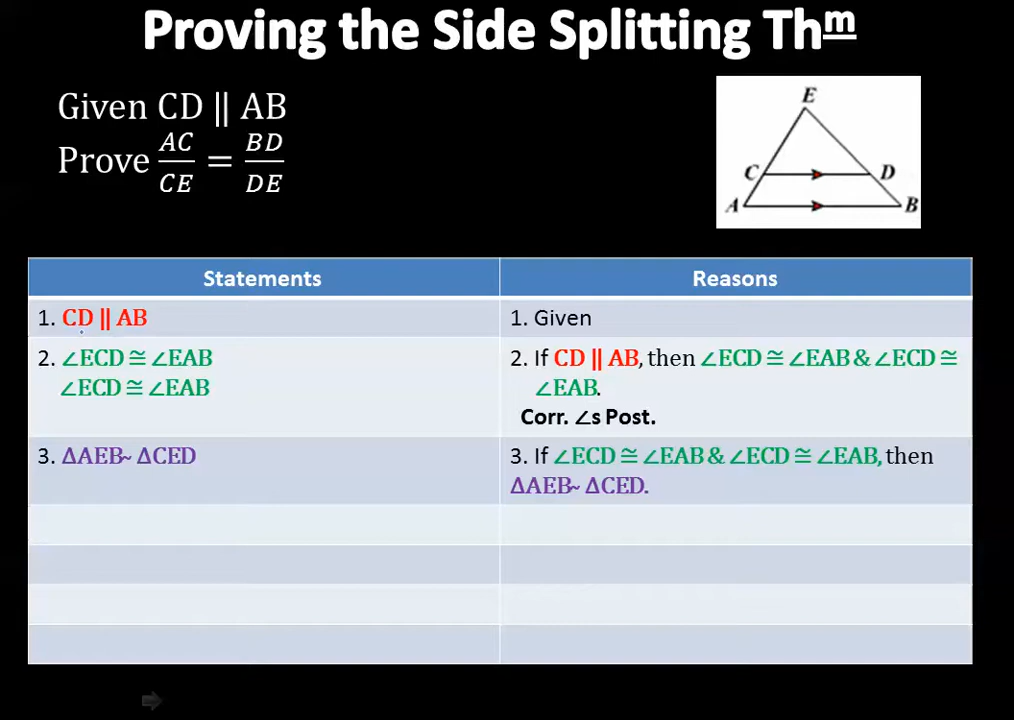 Proving the Side Splitting Thm
Given CD ∥ AB
Prove AC/CE = BD/DE
E
C
D
A
B
Statements
Reasons
1. CD ∥ AB
1. Given
2. ∠ECD ≅ ∠EAB
∠ECD ≅ ∠EAB
2. If CD ∥ AB, then ∠ECD ≅ ∠EAB & ∠ECD ≅
∠EAB.
Corr. ∠s Post.
3. ΔAEB~ ΔCED
3. If ∠ECD ≅ ∠EAB & ∠ECD ≅ ∠EAB, then
ΔAEB~ ΔCED.